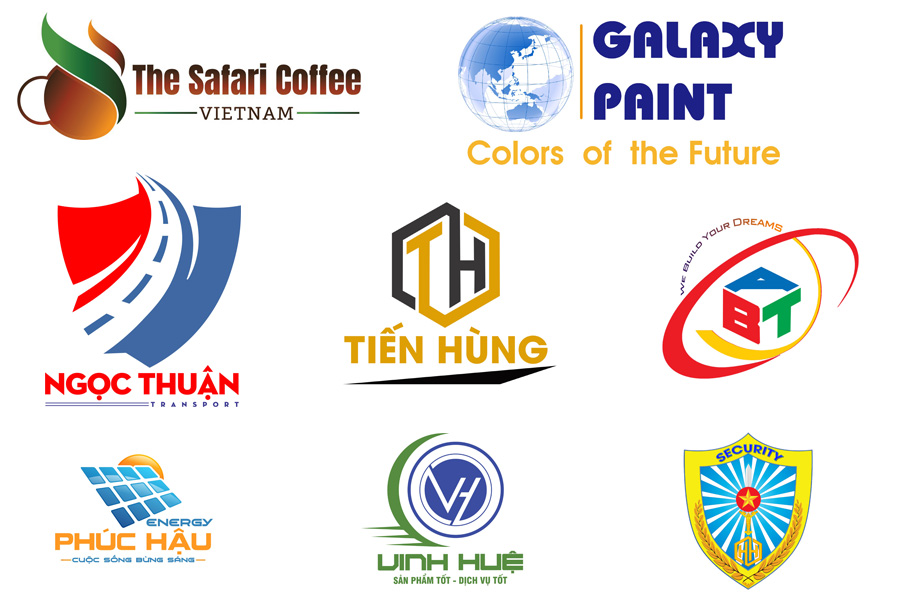 The Safari Coffee
VIETNAM
GALAXY
PAINT
Colors of the Future
NGỌC THUẬN
TRANSPORT
TH
TIẾN HÙNG
WE BUILD YOUR DREAMS
A
BT
ENERGY
PHÚC HẬU
CUỘC SỐNG BỪNG SÁNG
VH
VINH HUỆ
SẢN PHẨM TỐT - DỊCH VỤ TỐT
SECURITY